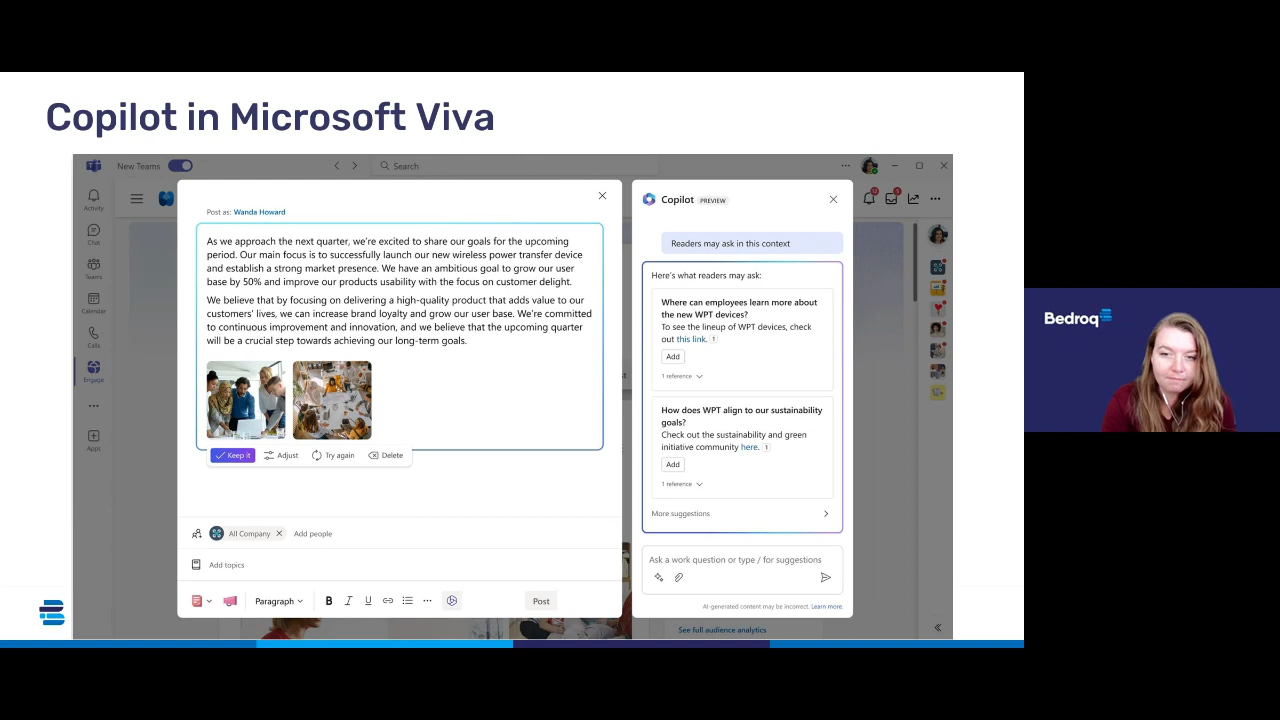 Copilot in Microsoft Viva
New Teams
Search
Activity
Chat
Teams
Calendar
Calls
Engage
Apps
Post as: Wanda Howard
As we approach the next quarter, we're excited to share our goals for the upcoming
period. Our main focus is to successfully launch our new wireless power transfer device
and establish a strong market presence. We have an ambitious goal to grow our user
base by 50% and improve our products usability with the focus on customer delight.
We believe that by focusing on delivering a high-quality product that adds value to our
customers' lives, we can increase brand loyalty and grow our user base. We're committed
to continuous improvement and innovation, and we believe that the upcoming quarter
will be a crucial step towards achieving our long-term goals.
Keep it
Adjust
Try again
Delete
All Company
Add people
Add topics
Paragraph
B I U
Post
Copilot PREVIEW
Readers may ask in this context
Here's what readers may ask:
Where can employees learn more about
the new WPT devices?
To see the lineup of WPT devices, check
out this link. 1
Add
1 reference
How does WPT align to our sustainability
goals?
Check out the sustainability and green
initiative community here. 1
Add
1 reference
More suggestions
Ask a work question or type / for suggestions
AI-generated content may be incorrect. Learn more.
See full audience analytics
Bedroq